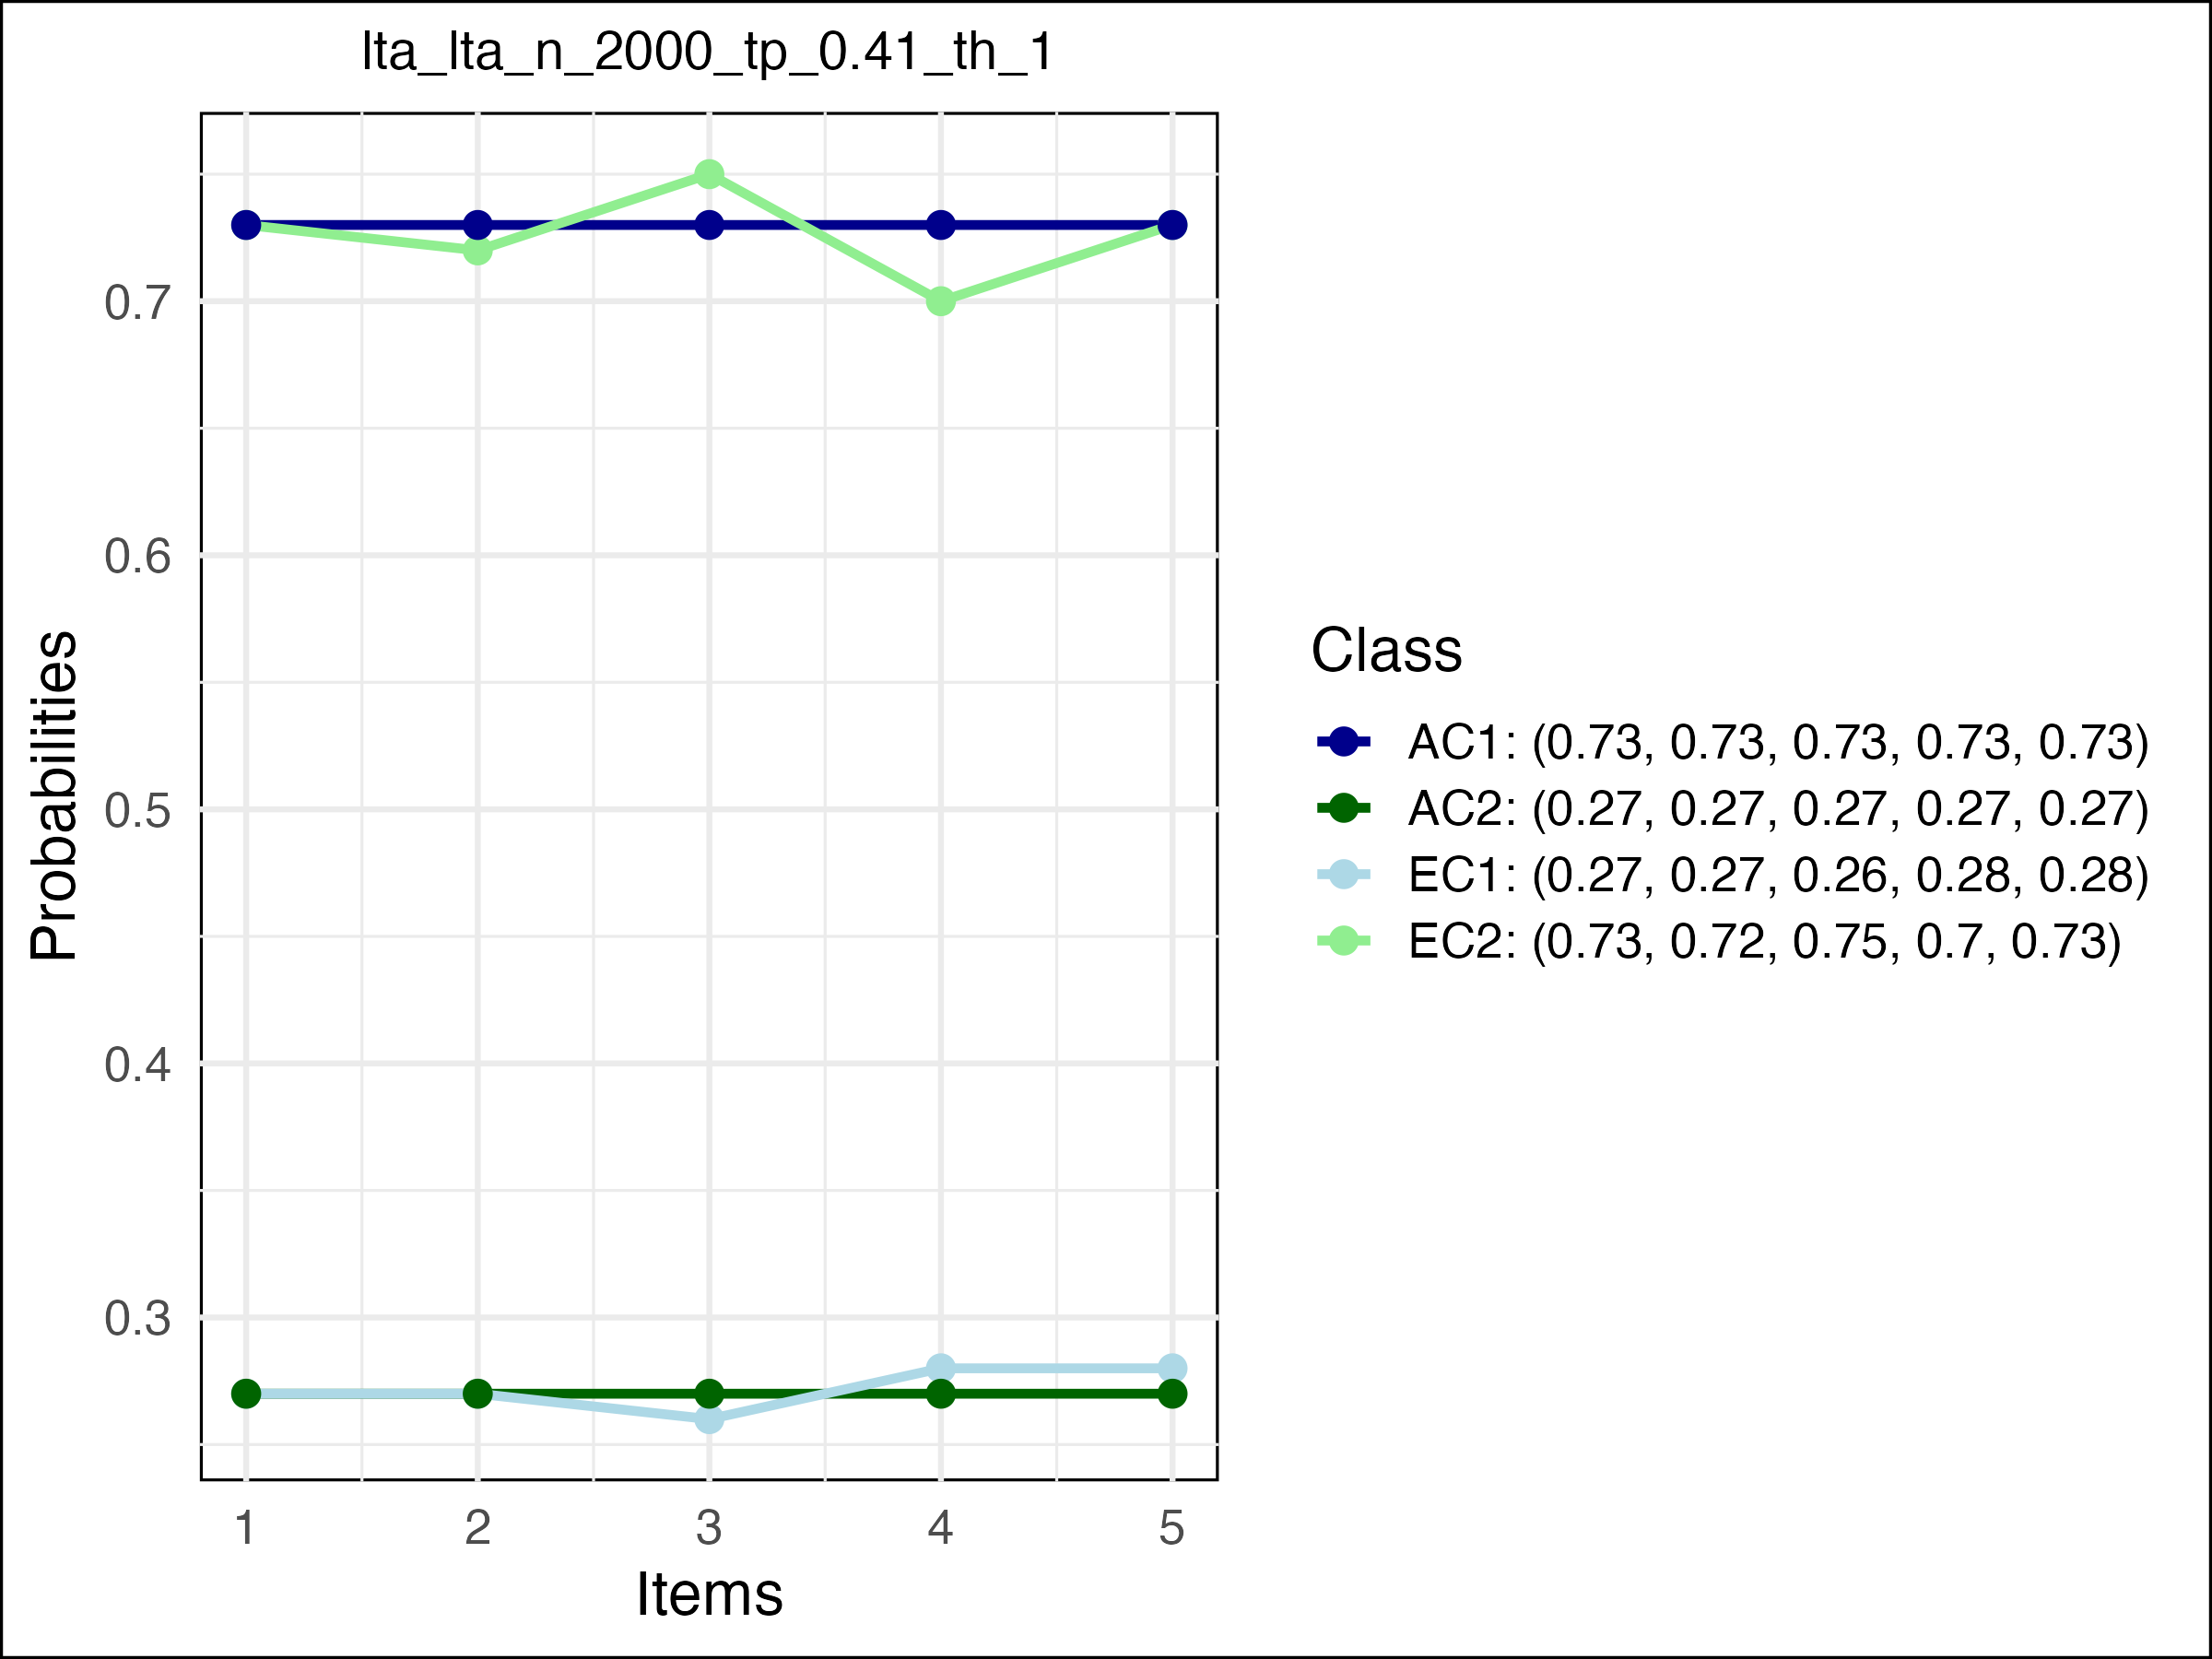 lta_lta_n_2000_tp_0.41_th_1
Probabilities
0.7
0.6
0.5
0.4
0.3
1 2 3 4 5
Items
Class
AC1: (0.73, 0.73, 0.73, 0.73, 0.73)
AC2: (0.27, 0.27, 0.27, 0.27, 0.27)
EC1: (0.27, 0.27, 0.26, 0.28, 0.28)
EC2: (0.73, 0.72, 0.75, 0.7, 0.73)